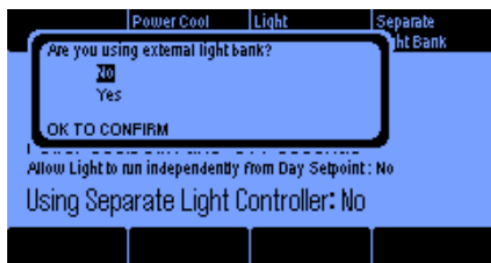 Power Cool Light Separate
ht Bank
Are you using external light bank?
No
Yes
OK TO CONFIRM
Allow Light to run independently from Day Setpoint: No
Using Separate Light Controller: No